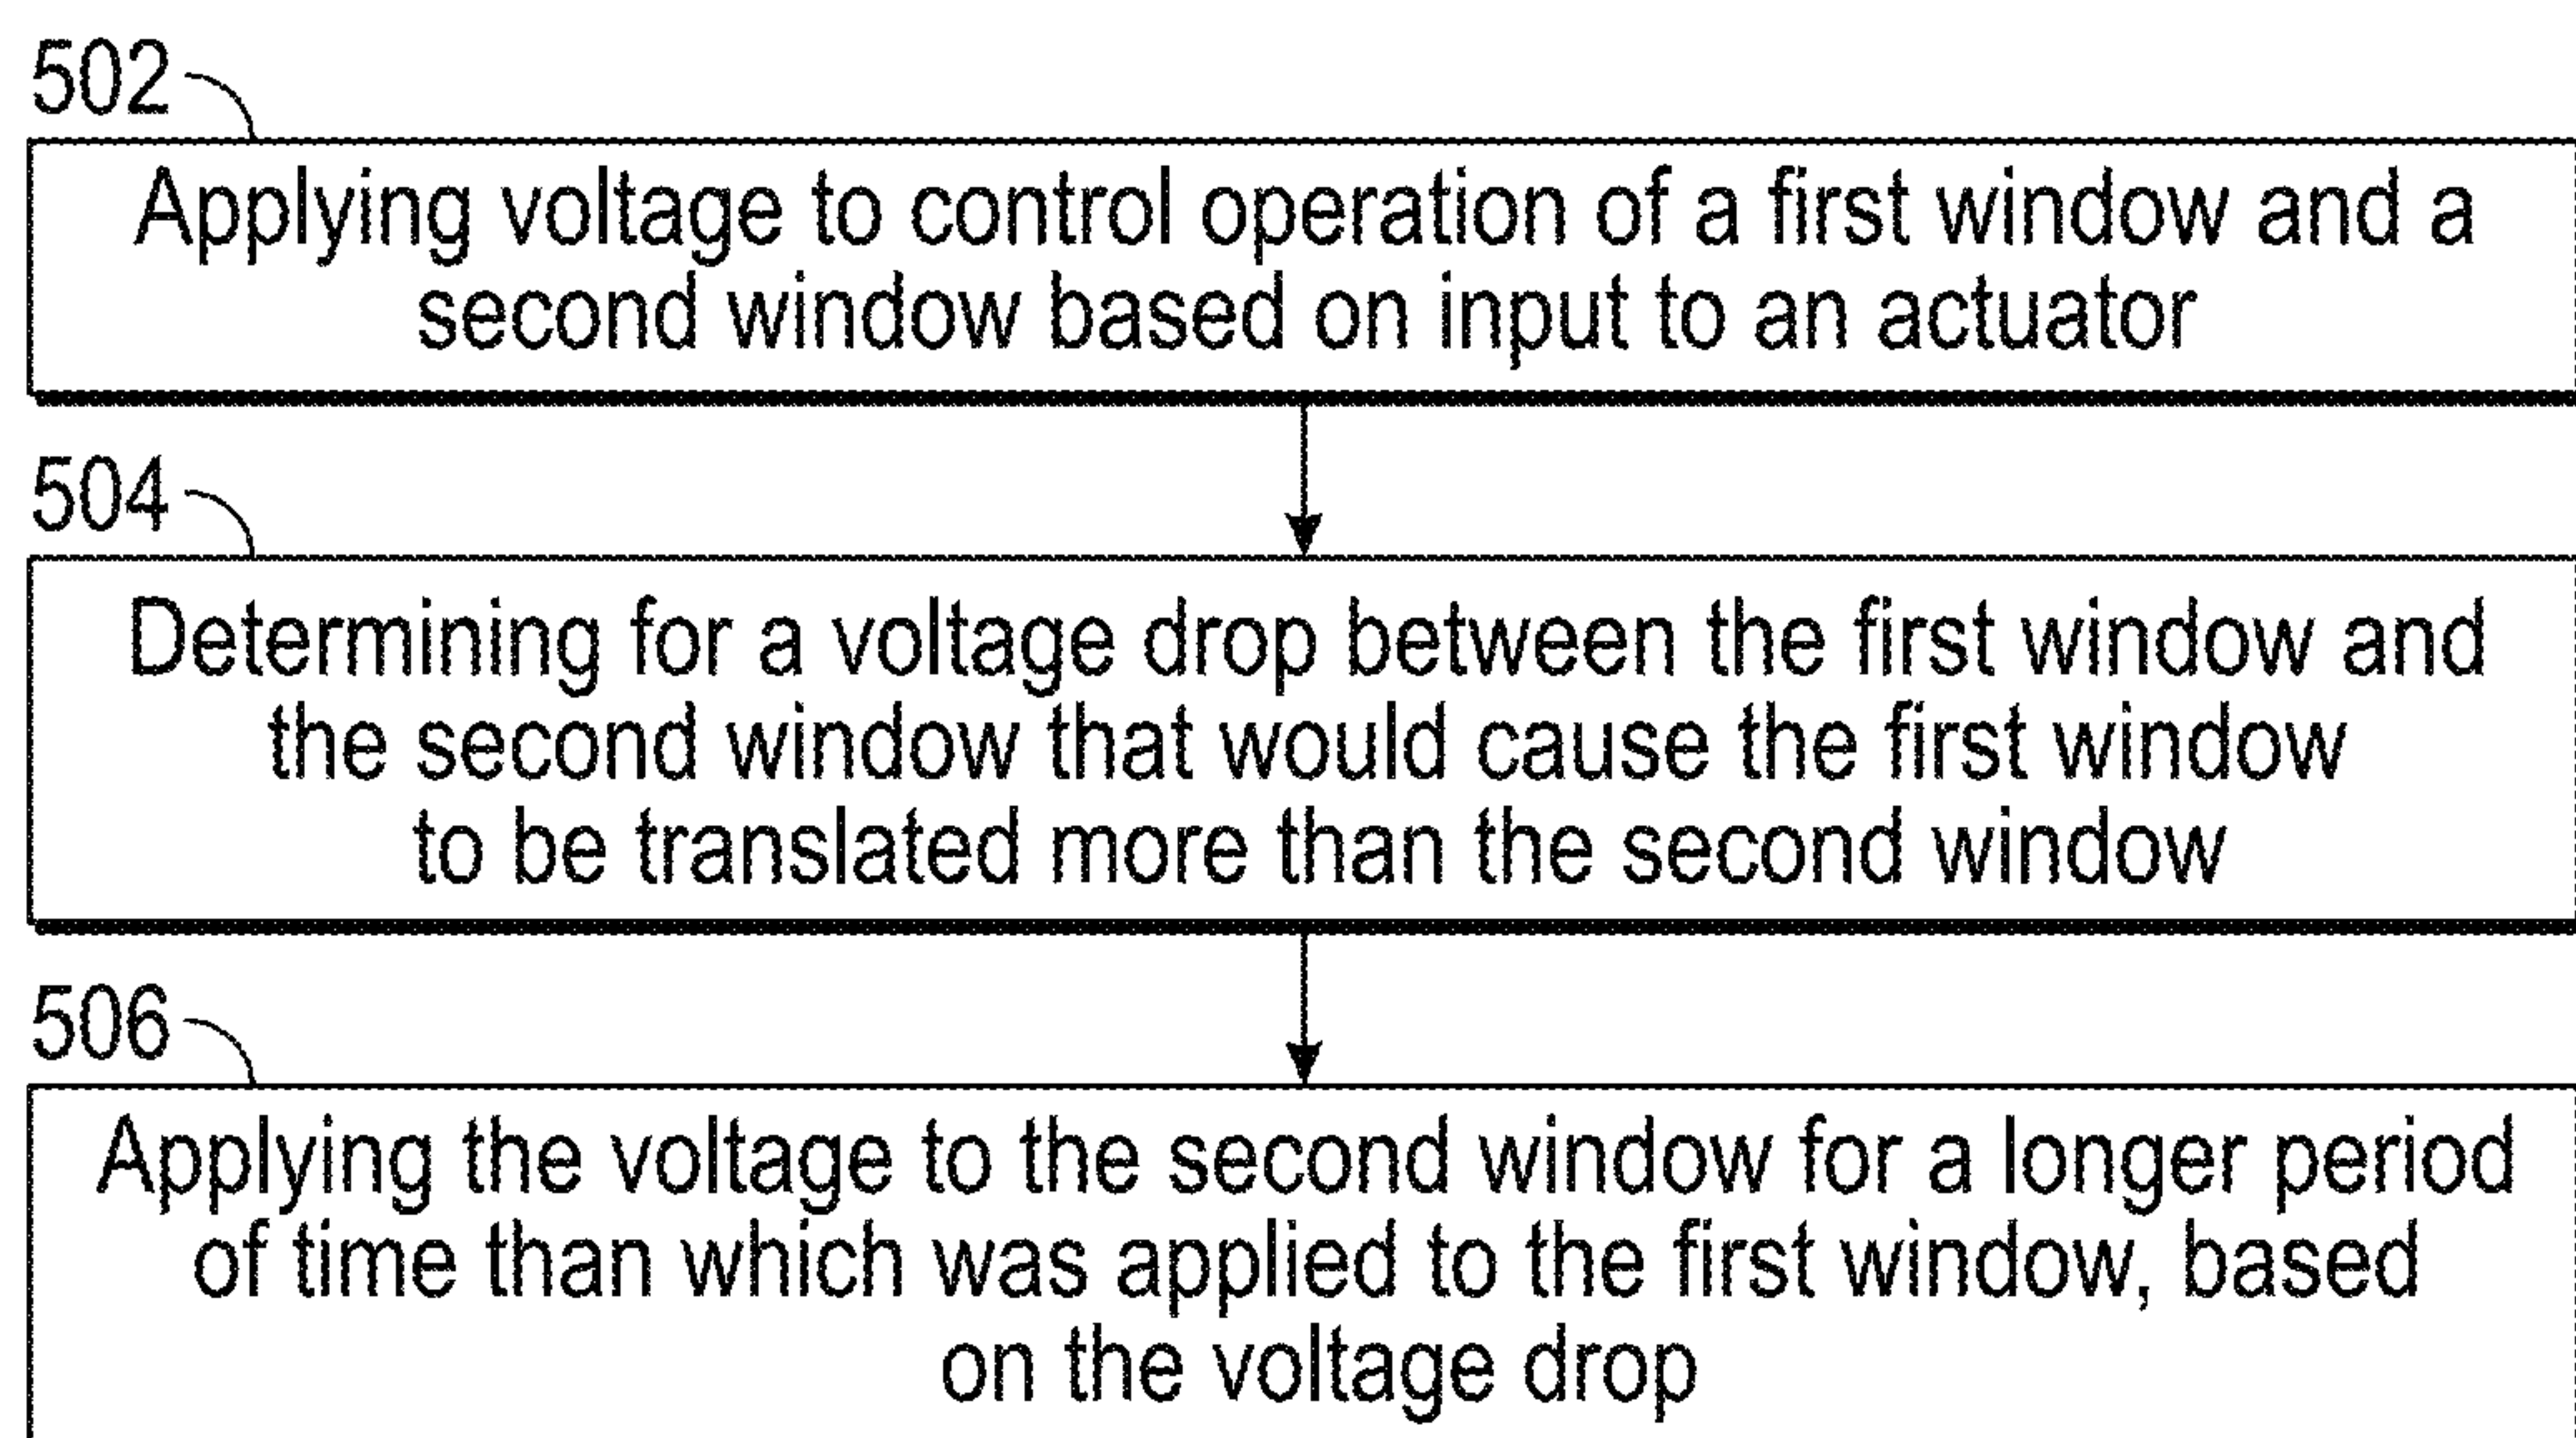 502
Applying voltage to control operation of a first window and a
second window based on input to an actuator
504
Determining for a voltage drop between the first window and
the second window that would cause the first window
to be translated more than the second window
506
Applying the voltage to the second window for a longer period
of time than which was applied to the first window, based
on the voltage drop